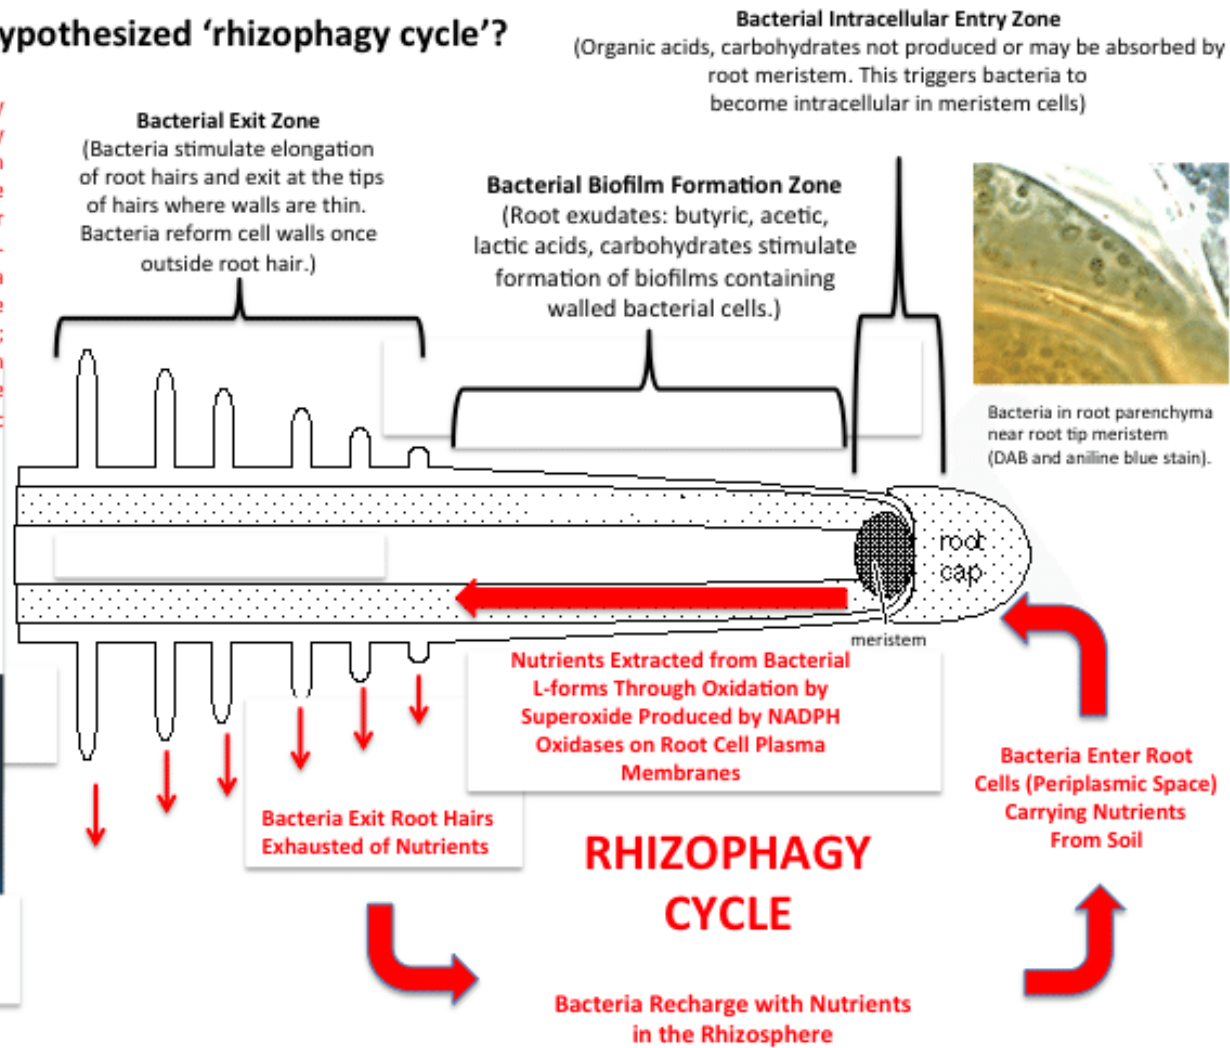 ypothesized ‘rhizophagy cycle’?
Bacterial Intracellular Entry Zone
(Organic acids, carbohydrates not produced or may be absorbed by
root meristem. This triggers bacteria to
become intracellular in meristem cells)
Bacterial Exit Zone
(Bacteria stimulate elongation
of root hairs and exit at the tips
of hairs where walls are thin.
Bacteria reform cell walls once
outside root hair.)
Bacterial Biofilm Formation Zone
(Root exudates: butyric, acetic,
lactic acids, carbohydrates stimulate
formation of biofilms containing
walled bacterial cells.)
Bacteria in root parenchyma
near root tip meristem
(DAB and aniline blue stain).
root
cap
meristem
Nutrients Extracted from Bacterial
L-forms Through Oxidation by
Superoxide Produced by NADPH
Oxidases on Root Cell Plasma
Membranes
Bacteria Enter Root
Cells (Periplasmic Space)
Carrying Nutrients
From Soil
Bacteria Exit Root Hairs
Exhausted of Nutrients
RHIZOPHAGY
CYCLE
Bacteria Recharge with Nutrients
in the Rhizosphere